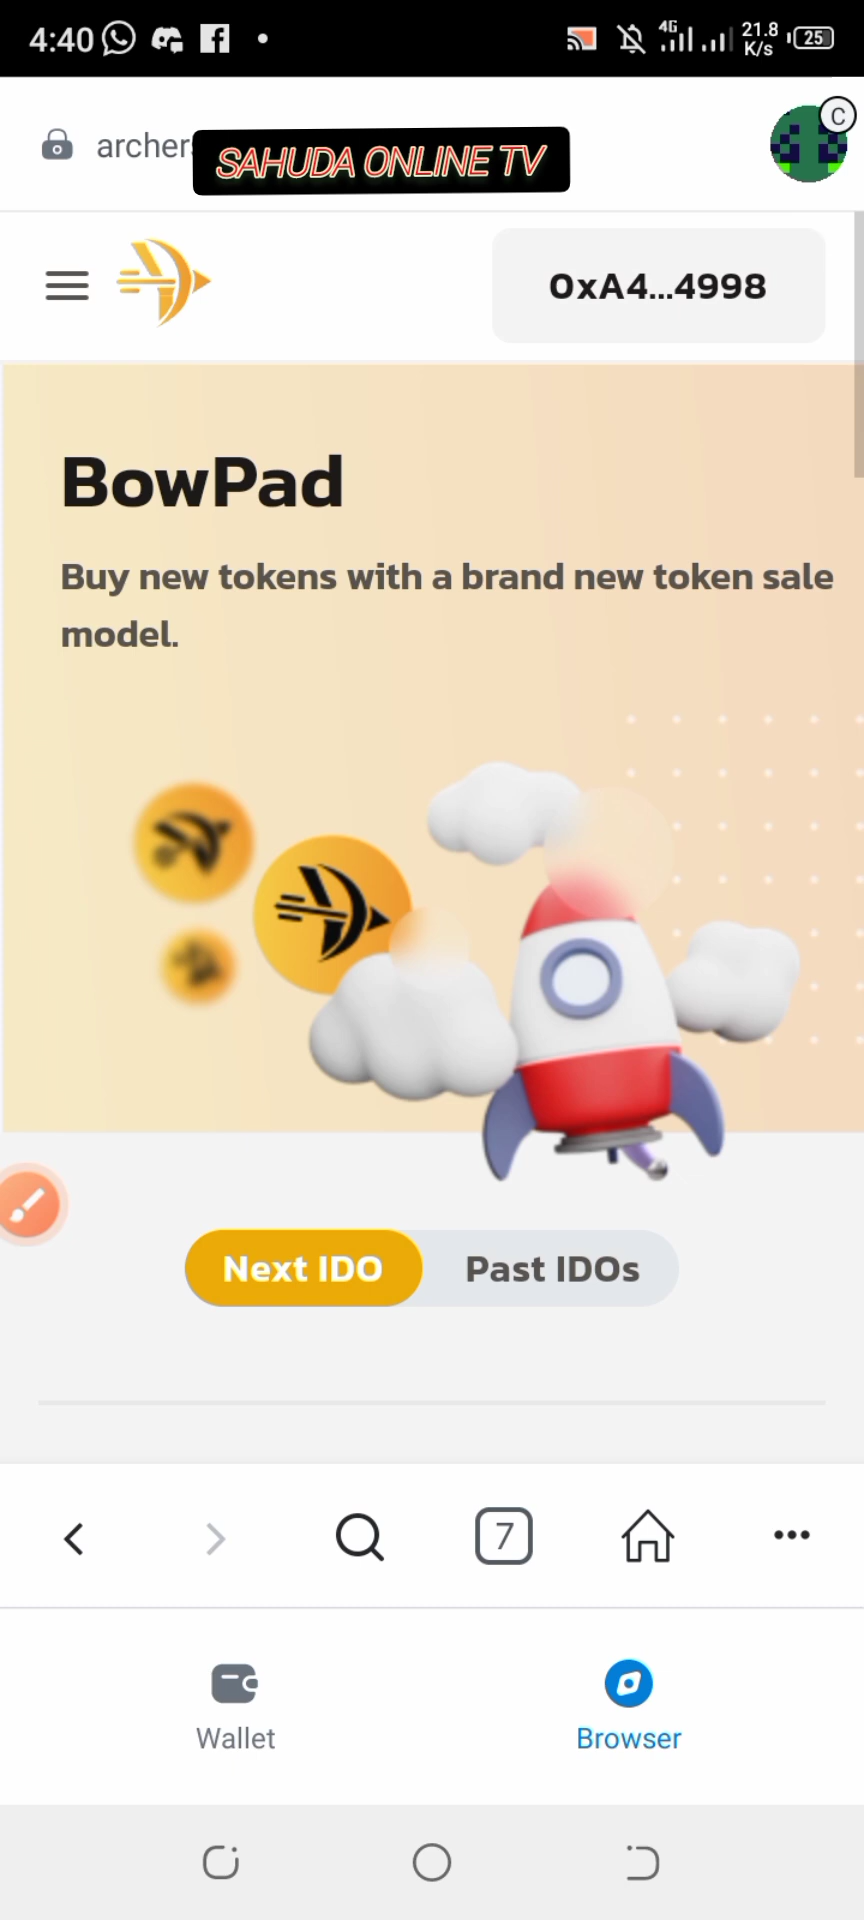 4:40
4G
21.8
K/s
25
archer
SAHUDA ONLINE TV
C
0xA4...4998
BowPad
Buy new tokens with a brand new token sale
model.
Next IDO
Past IDOs
7
Wallet
Browser